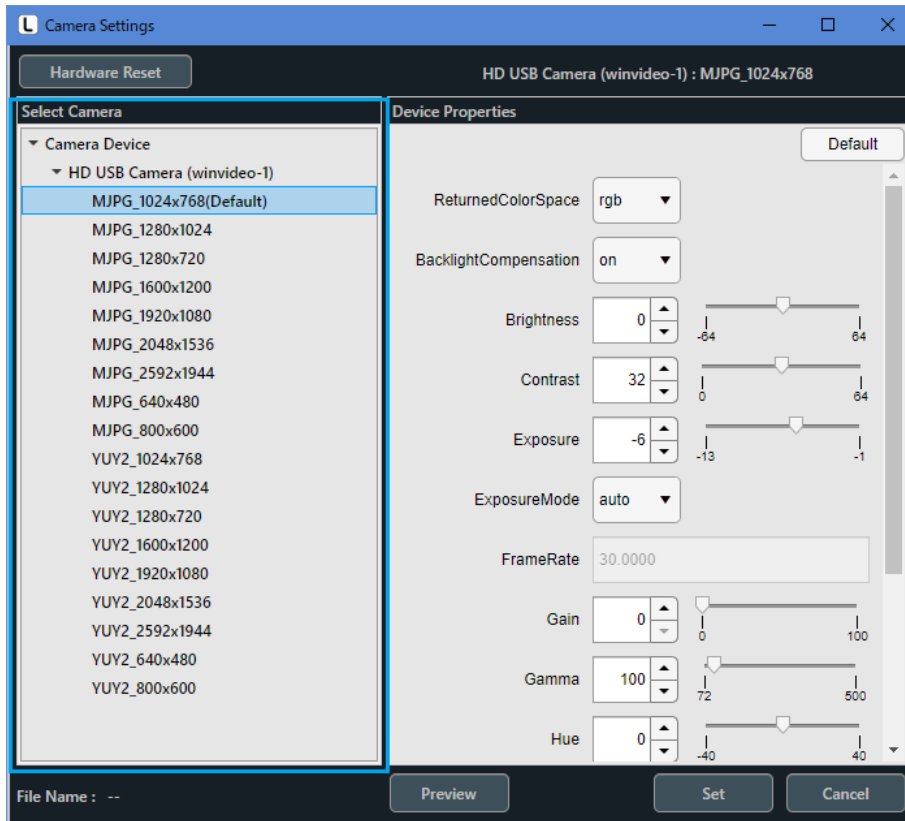 L Camera Settings
Hardware Reset
HD USB Camera (winvideo-1) : MJPG_1024x768
Select Camera
Camera Device
HD USB Camera (winvideo-1)
MJPG_1024x768(Default)
MJPG_1280x1024
MJPG_1280x720
MJPG_1600x1200
MJPG_1920x1080
MJPG_2048x1536
MJPG_2592x1944
MJPG_640x480
MJPG_800x600
YUY2_1024x768
YUY2_1280x1024
YUY2_1280x720
YUY2_1600x1200
YUY2_1920x1080
YUY2_2048x1536
YUY2_2592x1944
YUY2_640x480
YUY2_800x600
Device Properties
Default
ReturnedColorSpace rgb
BacklightCompensation on
Brightness 0
-64 64
Contrast 32
0 64
Exposure -6
-13 -1
ExposureMode auto
FrameRate 30.0000
Gain 0
0 100
Gamma 100
72 500
Hue 0
-40 40
File Name : --
Preview
Set
Cancel